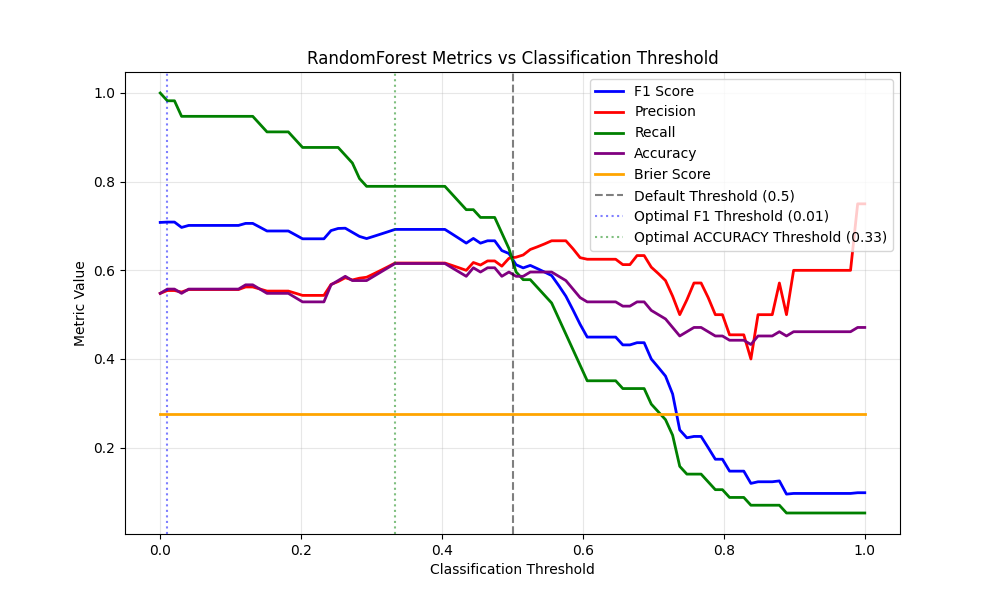 RandomForest Metrics vs Classification Threshold
1.0
0.8
0.6
0.4
0.2
Metric Value
F1 Score
Precision
Recall
Accuracy
Brier Score
Default Threshold (0.5)
Optimal F1 Threshold (0.01)
Optimal ACCURACY Threshold (0.33)
0.0
0.2
0.4
0.6
0.8
1.0
Classification Threshold